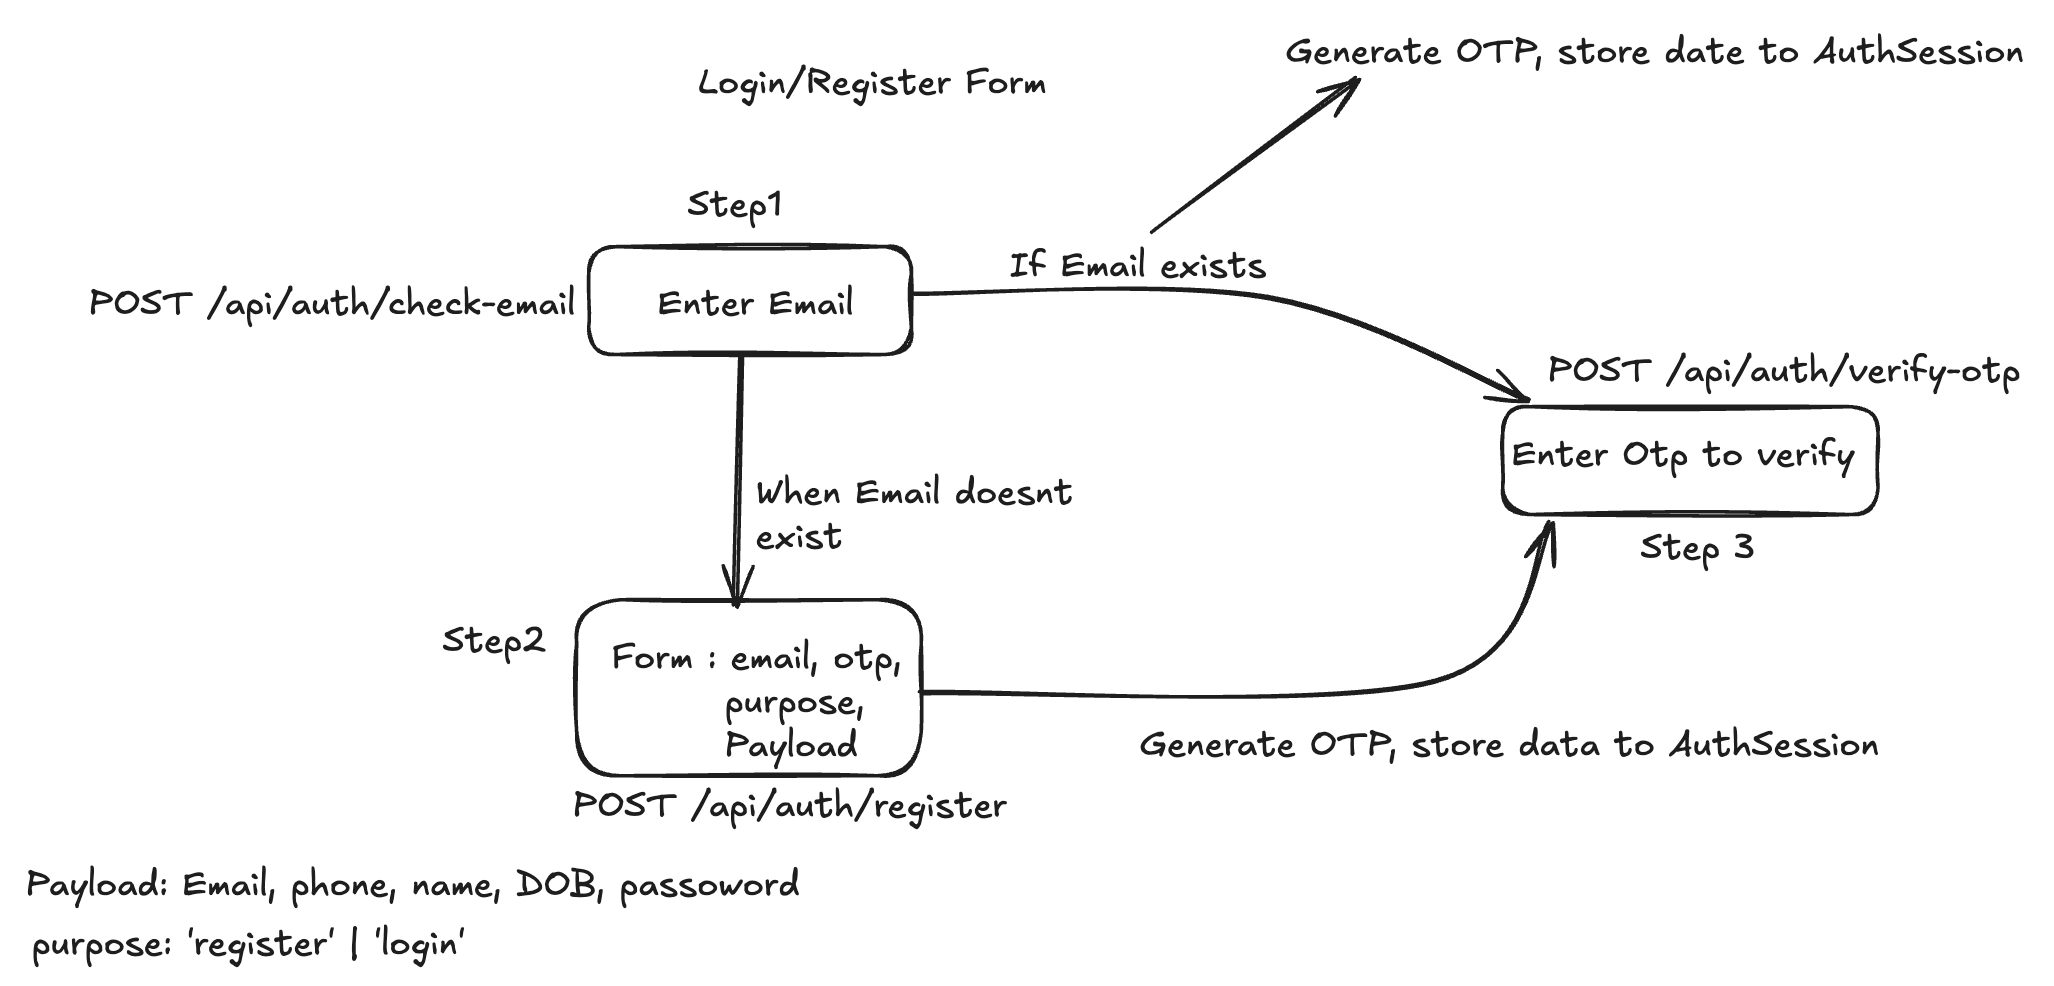 Generate OTP, store date to AuthSession
Login/Register Form
Step1
If Email exists
POST /api/auth/check-email
Enter Email
POST /api/auth/verify-otp
Enter Otp to verify
Step 3
When Email doesnt
exist
Step2
Form : email, otp,
purpose,
Payload
Generate OTP, store data to AuthSession
POST /api/auth/register
Payload: Email, phone, name, DOB, passoword
purpose: 'register' | 'login'